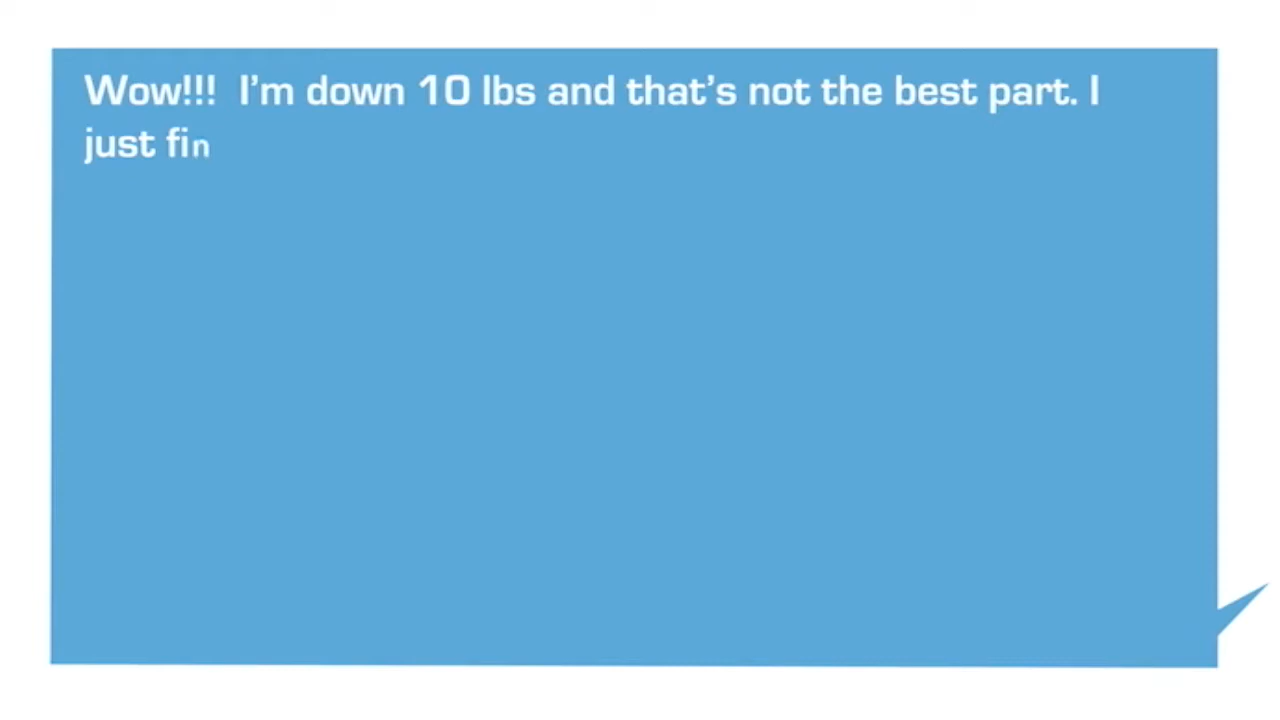 Wow!!!  I’m down 10 lbs and that’s not the best part. I
just fin